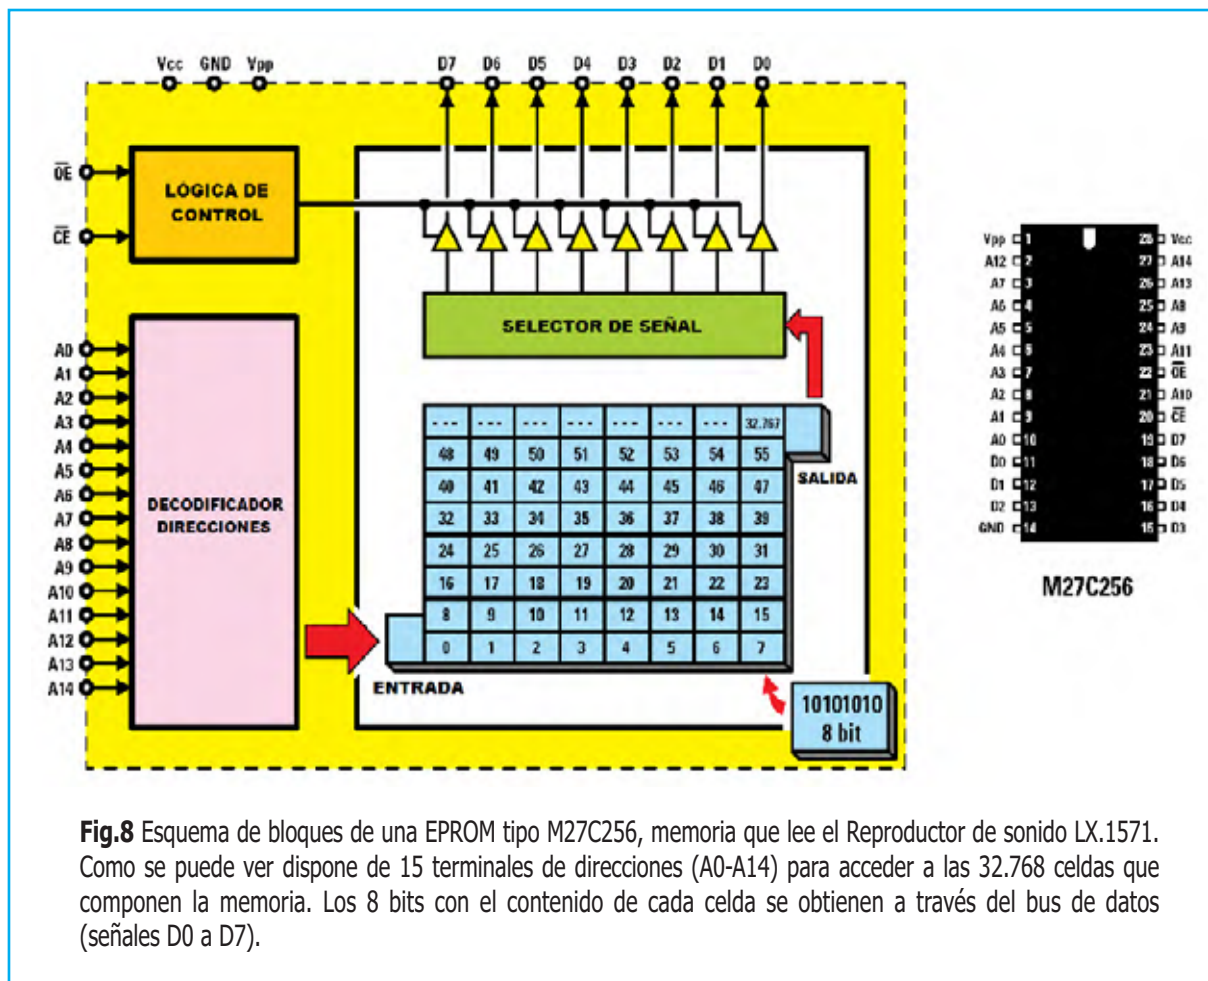 Vcc GND Vpp D7 D6 D5 D4 D3 D2 D1 D0
OE
CE
LÓGICA DE
CONTROL
SELECTOR DE SEÑAL
A0
A1
A2
A3
A4
A5
A6
A7
A8
A9
A10
A11
A12
A13
A14
DECODIFICADOR
DIRECCIONES
--- --- --- --- --- --- --- 32.767
48 49 50 51 52 53 54 55
40 41 42 43 44 45 46 47
32 33 34 35 36 37 38 39
24 25 26 27 28 29 30 31
16 17 18 19 20 21 22 23
8 9 10 11 12 13 14 15
0 1 2 3 4 5 6 7
SALIDA
ENTRADA
10101010
8 bit
Vpp 1 28 Vcc
A12 2 27 A14
A7 3 26 A13
A6 4 25 A8
A5 5 24 A9
A4 6 23 A11
A3 7 22 OE
A2 8 21 A10
A1 9 20 CE
A0 10 19 D7
D0 11 18 D6
D1 12 17 D5
D2 13 16 D4
GND 14 15 D3
M27C256
Fig.8 Esquema de bloques de una EPROM tipo M27C256, memoria que lee el Reproductor de sonido LX.1571.
Como se puede ver dispone de 15 terminales de direcciones (A0-A14) para acceder a las 32.768 celdas que
componen la memoria. Los 8 bits con el contenido de cada celda se obtienen a través del bus de datos
(señales D0 a D7).